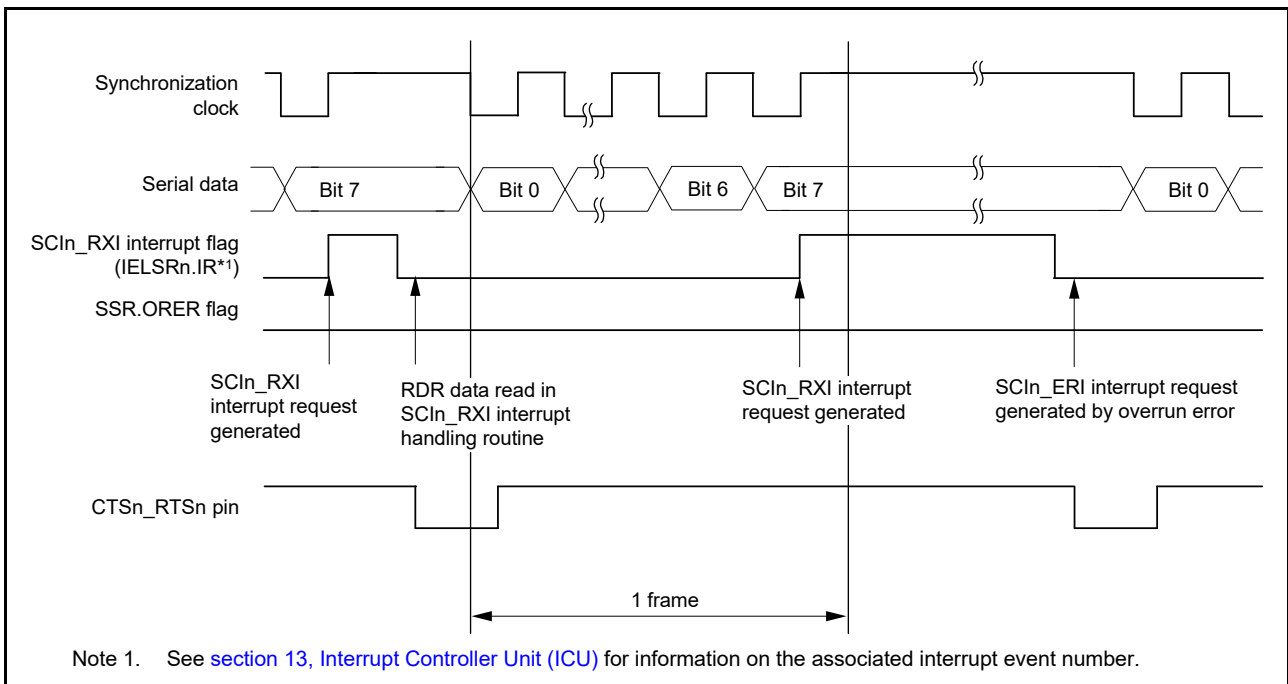 Synchronization
clock
Serial data
Bit 7
Bit 0
Bit 6
Bit 7
Bit 0
SCIn_RXI interrupt flag
(IELSRn.IR*1)
SSR.ORER flag
SCIn_RXI
interrupt request
generated
RDR data read in
SCIn_RXI interrupt
handling routine
SCIn_RXI interrupt
request generated
SCIn_ERI interrupt request
generated by overrun error
CTSn_RTSn pin
1 frame
Note 1. See section 13, Interrupt Controller Unit (ICU) for information on the associated interrupt event number.